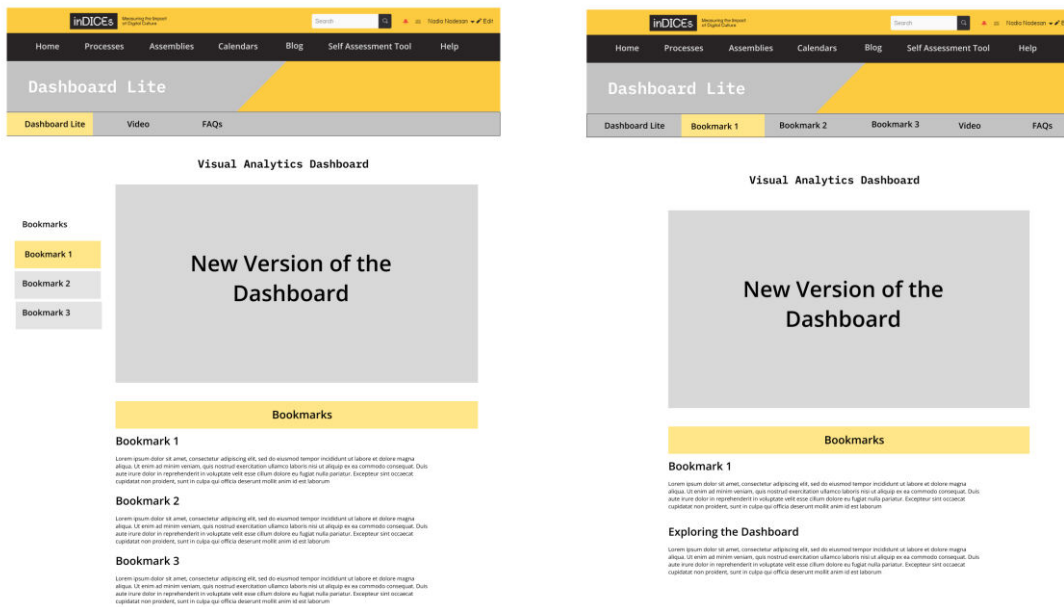 inDICEs
Measuring the Impact
of Digital Culture
Search
Nadia Nadesan
Edit
Home Processes Assemblies Calendars Blog Self Assessment Tool Help
Dashboard Lite
Dashboard Lite Video FAQs
Visual Analytics Dashboard
Bookmarks
Bookmark 1
Bookmark 2
Bookmark 3
New Version of the
Dashboard
Bookmarks
Bookmark 1
Lorem ipsum dolor sit amet, consectetur adipiscing elit, sed do eiusmod tempor incididunt ut labore et dolore magna
aliqua. Ut enim ad minim veniam, quis nostrud exercitation ullamco laboris nisi ut aliquip ex ea commodo consequat. Duis
aute irure dolor in reprehenderit in voluptate velit esse cillum dolore eu fugiat nulla pariatur. Excepteur sint occaecat
cupidatat non proident, sunt in culpa qui officia deserunt mollit anim id est laborum
Bookmark 2
Lorem ipsum dolor sit amet, consectetur adipiscing elit, sed do eiusmod tempor incididunt ut labore et dolore magna
aliqua. Ut enim ad minim veniam, quis nostrud exercitation ullamco laboris nisi ut aliquip ex ea commodo consequat. Duis
aute irure dolor in reprehenderit in voluptate velit esse cillum dolore eu fugiat nulla pariatur. Excepteur sint occaecat
cupidatat non proident, sunt in culpa qui officia deserunt mollit anim id est laborum
Bookmark 3
Lorem ipsum dolor sit amet, consectetur adipiscing elit, sed do eiusmod tempor incididunt ut labore et dolore magna
aliqua. Ut enim ad minim veniam, quis nostrud exercitation ullamco laboris nisi ut aliquip ex ea commodo consequat. Duis
aute irure dolor in reprehenderit in voluptate velit esse cillum dolore eu fugiat nulla pariatur. Excepteur sint occaecat
cupidatat non proident, sunt in culpa qui officia deserunt mollit anim id est laborum
inDICEs
Measuring the Impact
of Digital Culture
Search
Nadia Nadesan
Home Processes Assemblies Calendars Blog Self Assessment Tool Help
Dashboard Lite
Dashboard Lite Bookmark 1 Bookmark 2 Bookmark 3 Video FAQs
Visual Analytics Dashboard
New Version of the
Dashboard
Bookmarks
Bookmark 1
Lorem ipsum dolor sit amet, consectetur adipiscing elit, sed do eiusmod tempor incididunt ut labore et dolore magna
aliqua. Ut enim ad minim veniam, quis nostrud exercitation ullamco laboris nisi ut aliquip ex ea commodo consequat. Duis
aute irure dolor in reprehenderit in voluptate velit esse cillum dolore eu fugiat nulla pariatur. Excepteur sint occaecat
cupidatat non proident, sunt in culpa qui officia deserunt mollit anim id est laborum
Exploring the Dashboard
Lorem ipsum dolor sit amet, consectetur adipiscing elit, sed do eiusmod tempor incididunt ut labore et dolore magna
aliqua. Ut enim ad minim veniam, quis nostrud exercitation ullamco laboris nisi ut aliquip ex ea commodo consequat. Duis
aute irure dolor in reprehenderit in voluptate velit esse cillum dolore eu fugiat nulla pariatur. Excepteur sint occaecat
cupidatat non proident, sunt in culpa qui officia deserunt mollit anim id est laborum